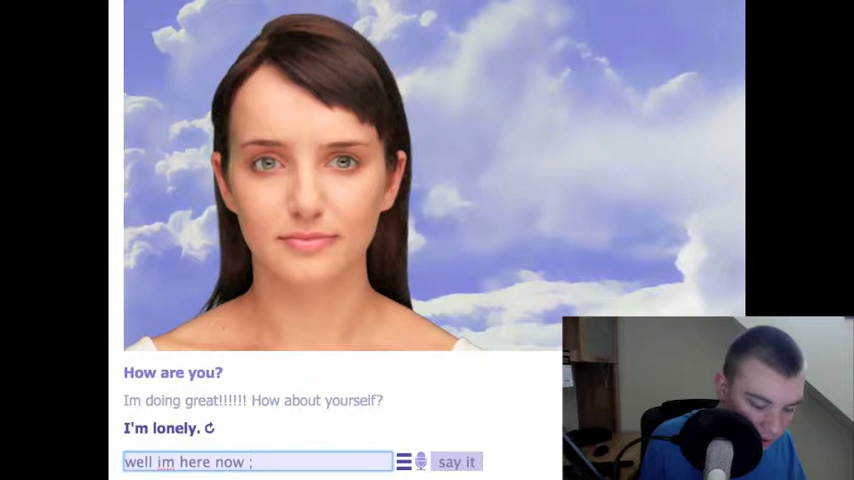 How are you?
Im doing great!!!!!! How about yourself?
I'm lonely.
well im here now ;
say it